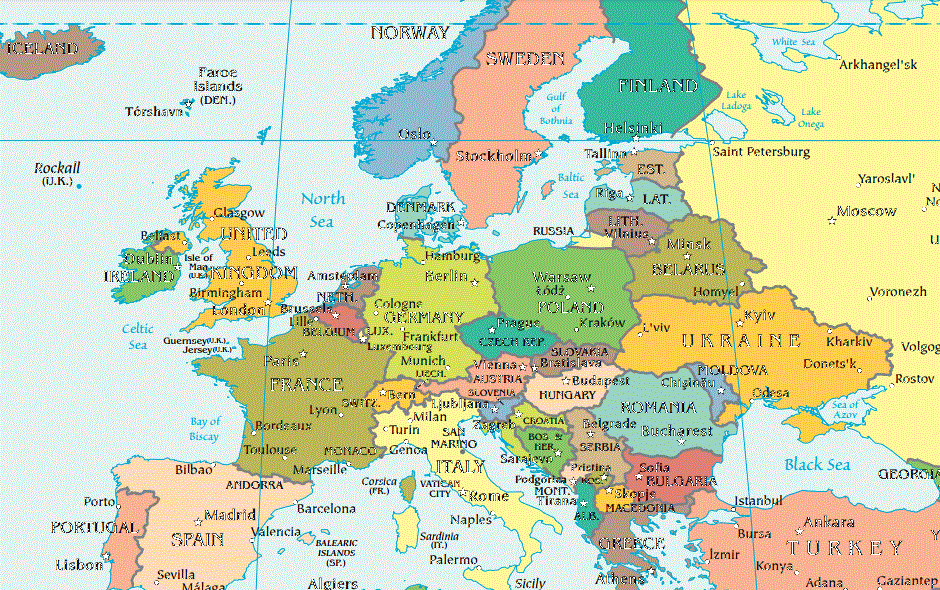 ICELAND
NORWAY
SWEDEN
FINLAND
White Sea
Arkhangel'sk
Faroe
Islands
(DEN.)
Tórshavn
Gulf
of
Bothnia
Lake
Ladoga
Lake
Onega
Oslo
Helsinki
Stockholm
Tallinn
Saint Petersburg
Rockall
(U.K.)
EST.
Baltic
Sea
Yaroslavl'
North
Sea
Riga
LAT.
Glasgow
DENMARK
Copenhagen
Moscow
LITH.
Vilnius
RUSSIA
Belfast
UNITED
KINGDOM
Leeds
Minsk
BELARUS
Dublin
IRELAND
Isle of
Man
(U.K.)
Hamburg
Berlin
Amsterdam
NETH.
Warsaw
Łódź
POLAND
Birmingham
London
Homyel
Voronezh
Cologne
GERMANY
Brussels
Lille
BELGIUM
LUX.
Luxembourg
Frankfurt
Prague
CZECH REP.
Kraków
L'viv
Kyiv
UKRAINE
Kharkiv
Celtic
Sea
Guernsey(U.K.)
Jersey(U.K.)
Paris
FRANCE
Munich
LIECH.
SLOVAKIA
Bratislava
Vienna
AUSTRIA
Volgog
Donets'k
MOLDOVA
Chișinău
Rostov
SWITZ.
Bern
SLOVENIA
Ljubljana
HUNGARY
Budapest
Odesa
Sea of
Azov
Lyon
Milan
Turin
Zagreb
CROATIA
ROMANIA
Bucharest
Belgrade
SERBIA
Bay of
Biscay
Bordeaux
Toulouse
MONACO
Genoa
SAN
MARINO
BOS. &
HER.
Sarajevo
Black Sea
Bilbao
ANDORRA
Marseille
ITALY
Pristina
Kos.
Sofia
BULGARIA
GEORGIA
Corsica
(FR.)
VATICAN
CITY
Rome
Podgorica
MONT.
Tirana
ALB.
Skopje
MACEDONIA
Porto
PORTUGAL
Lisbon
Madrid
SPAIN
Barcelona
Valencia
Naples
Istanbul
Ankara
Bursa
TURKEY
BALEARIC
ISLANDS
(SP.)
Sardinia
(IT.)
Palermo
GREECE
İzmir
Konya
Sevilla
Málaga
Algiers
Sicily
Athens
Adana
Gaziantep